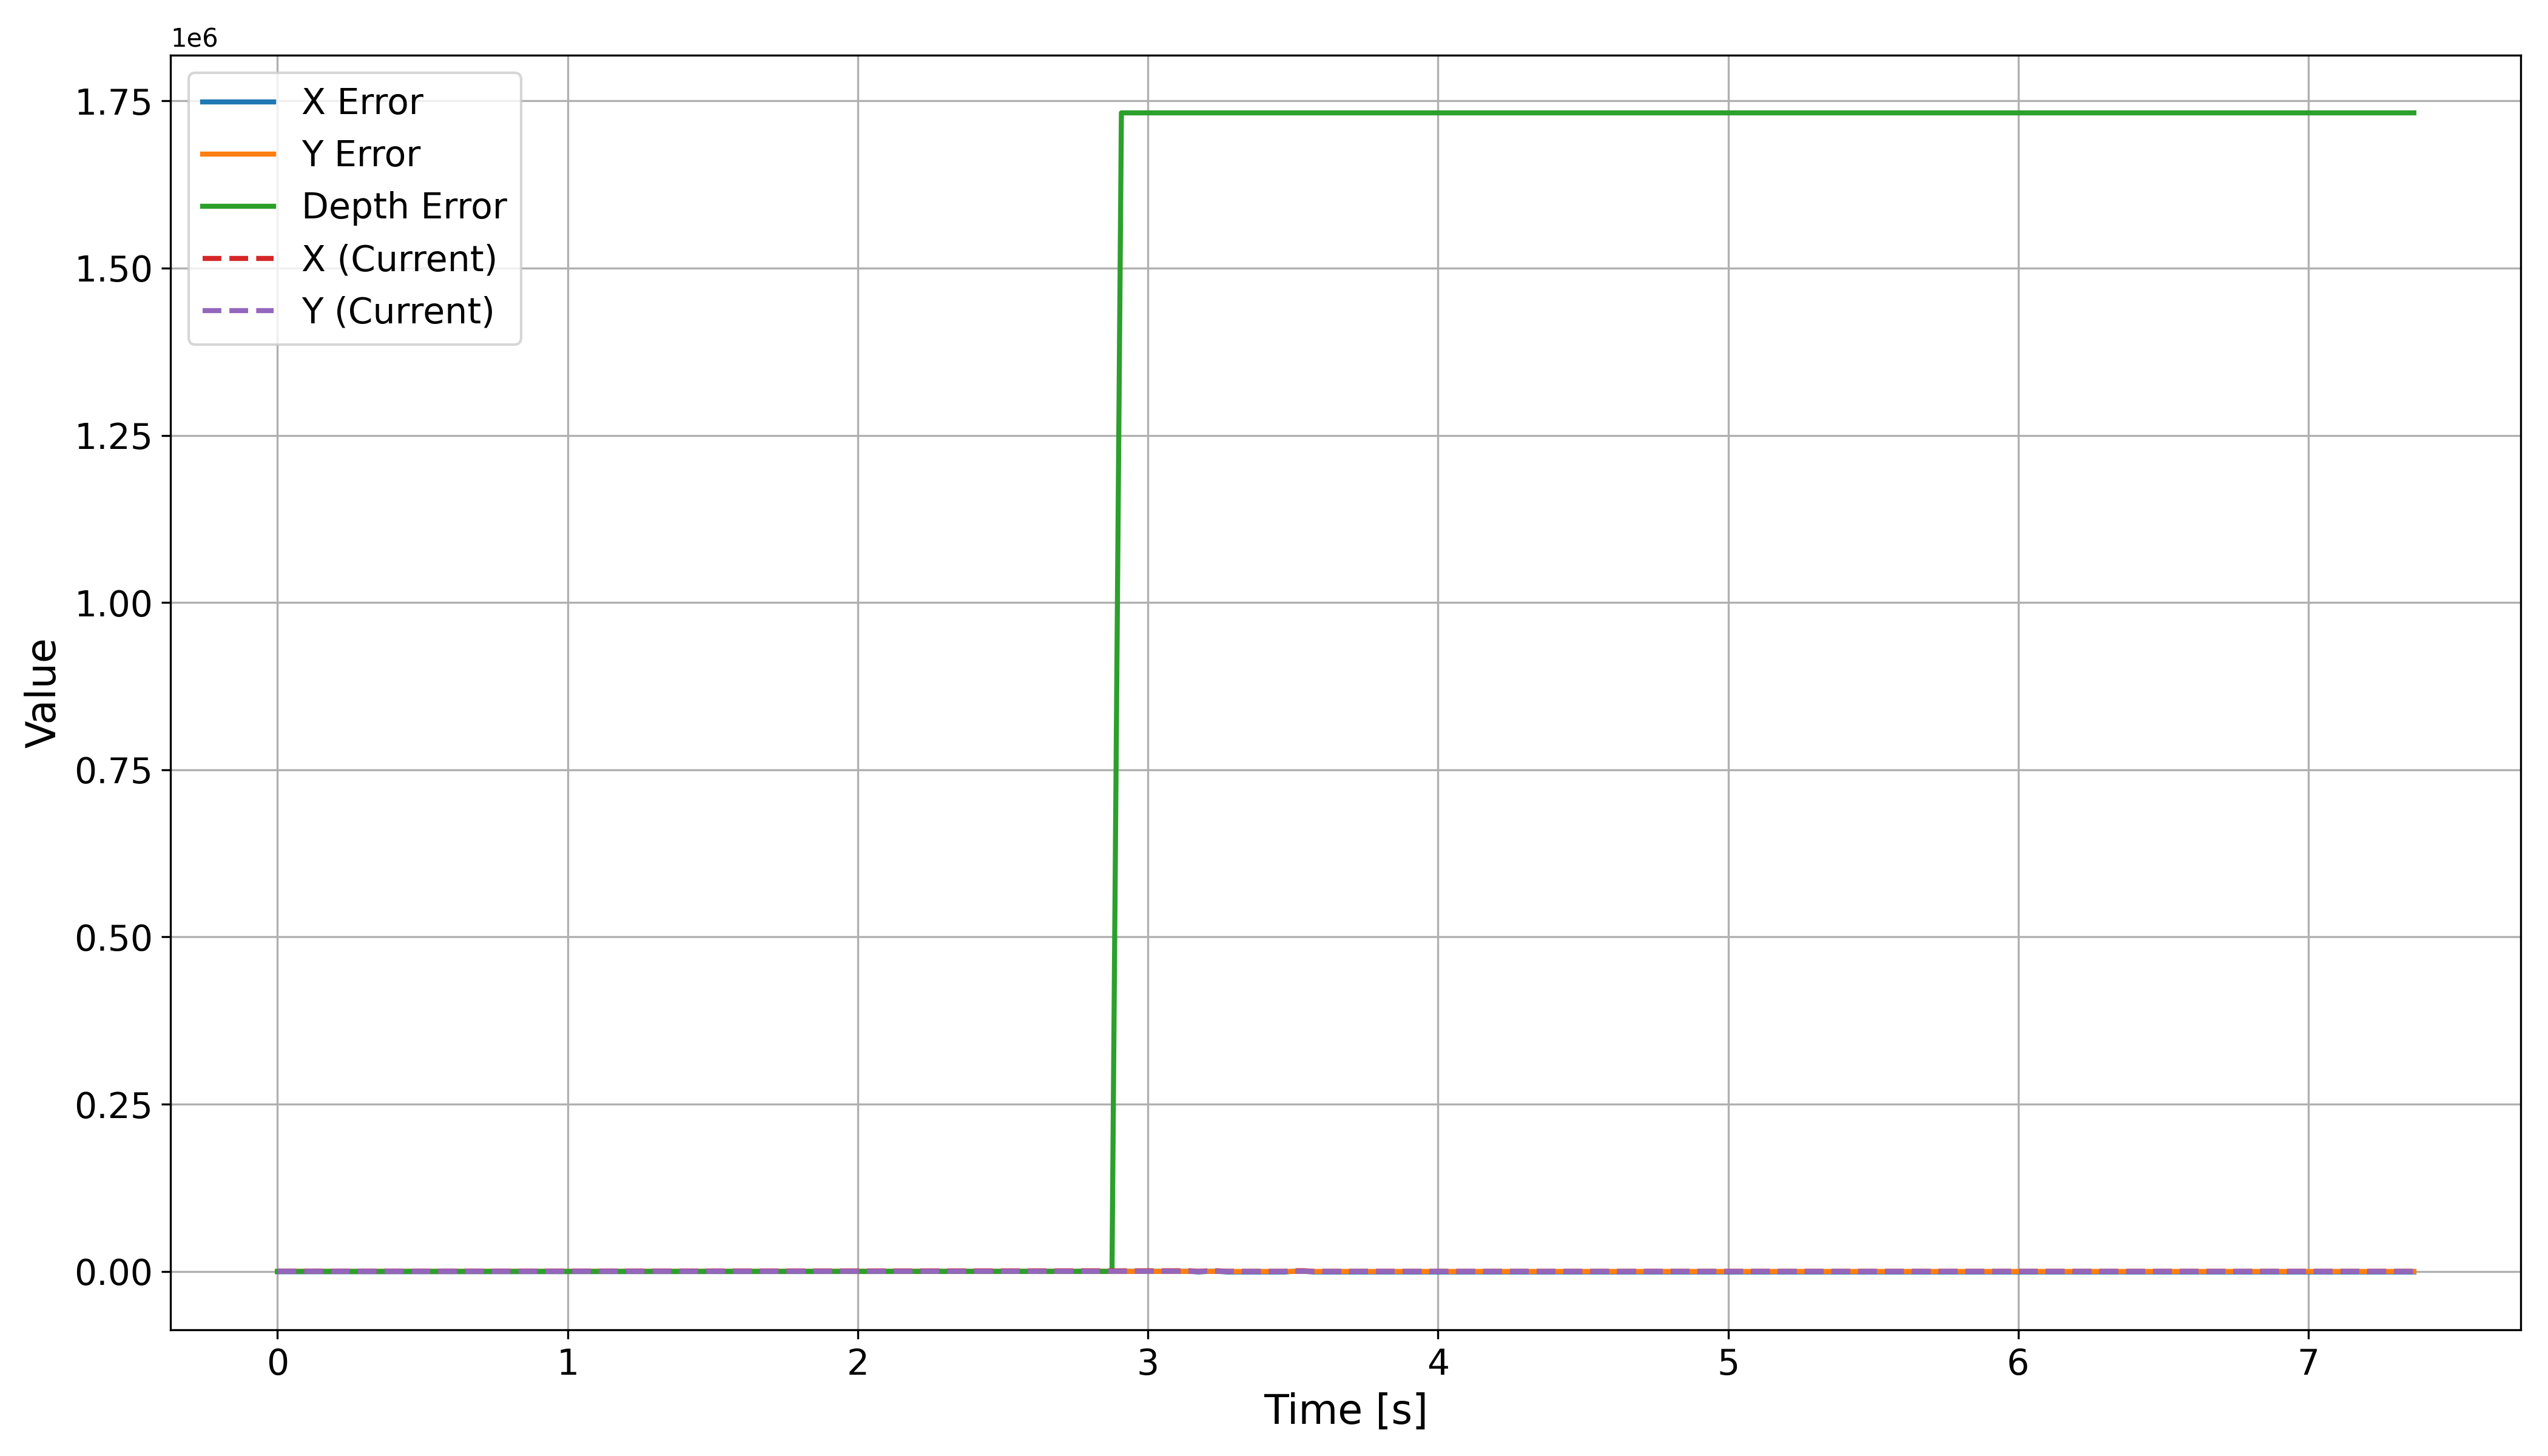 1e6
1.75
1.50
1.25
1.00
0.75
0.50
0.25
0.00
Value
X Error
Y Error
Depth Error
X (Current)
Y (Current)
0 1 2 3 4 5 6 7
Time [s]